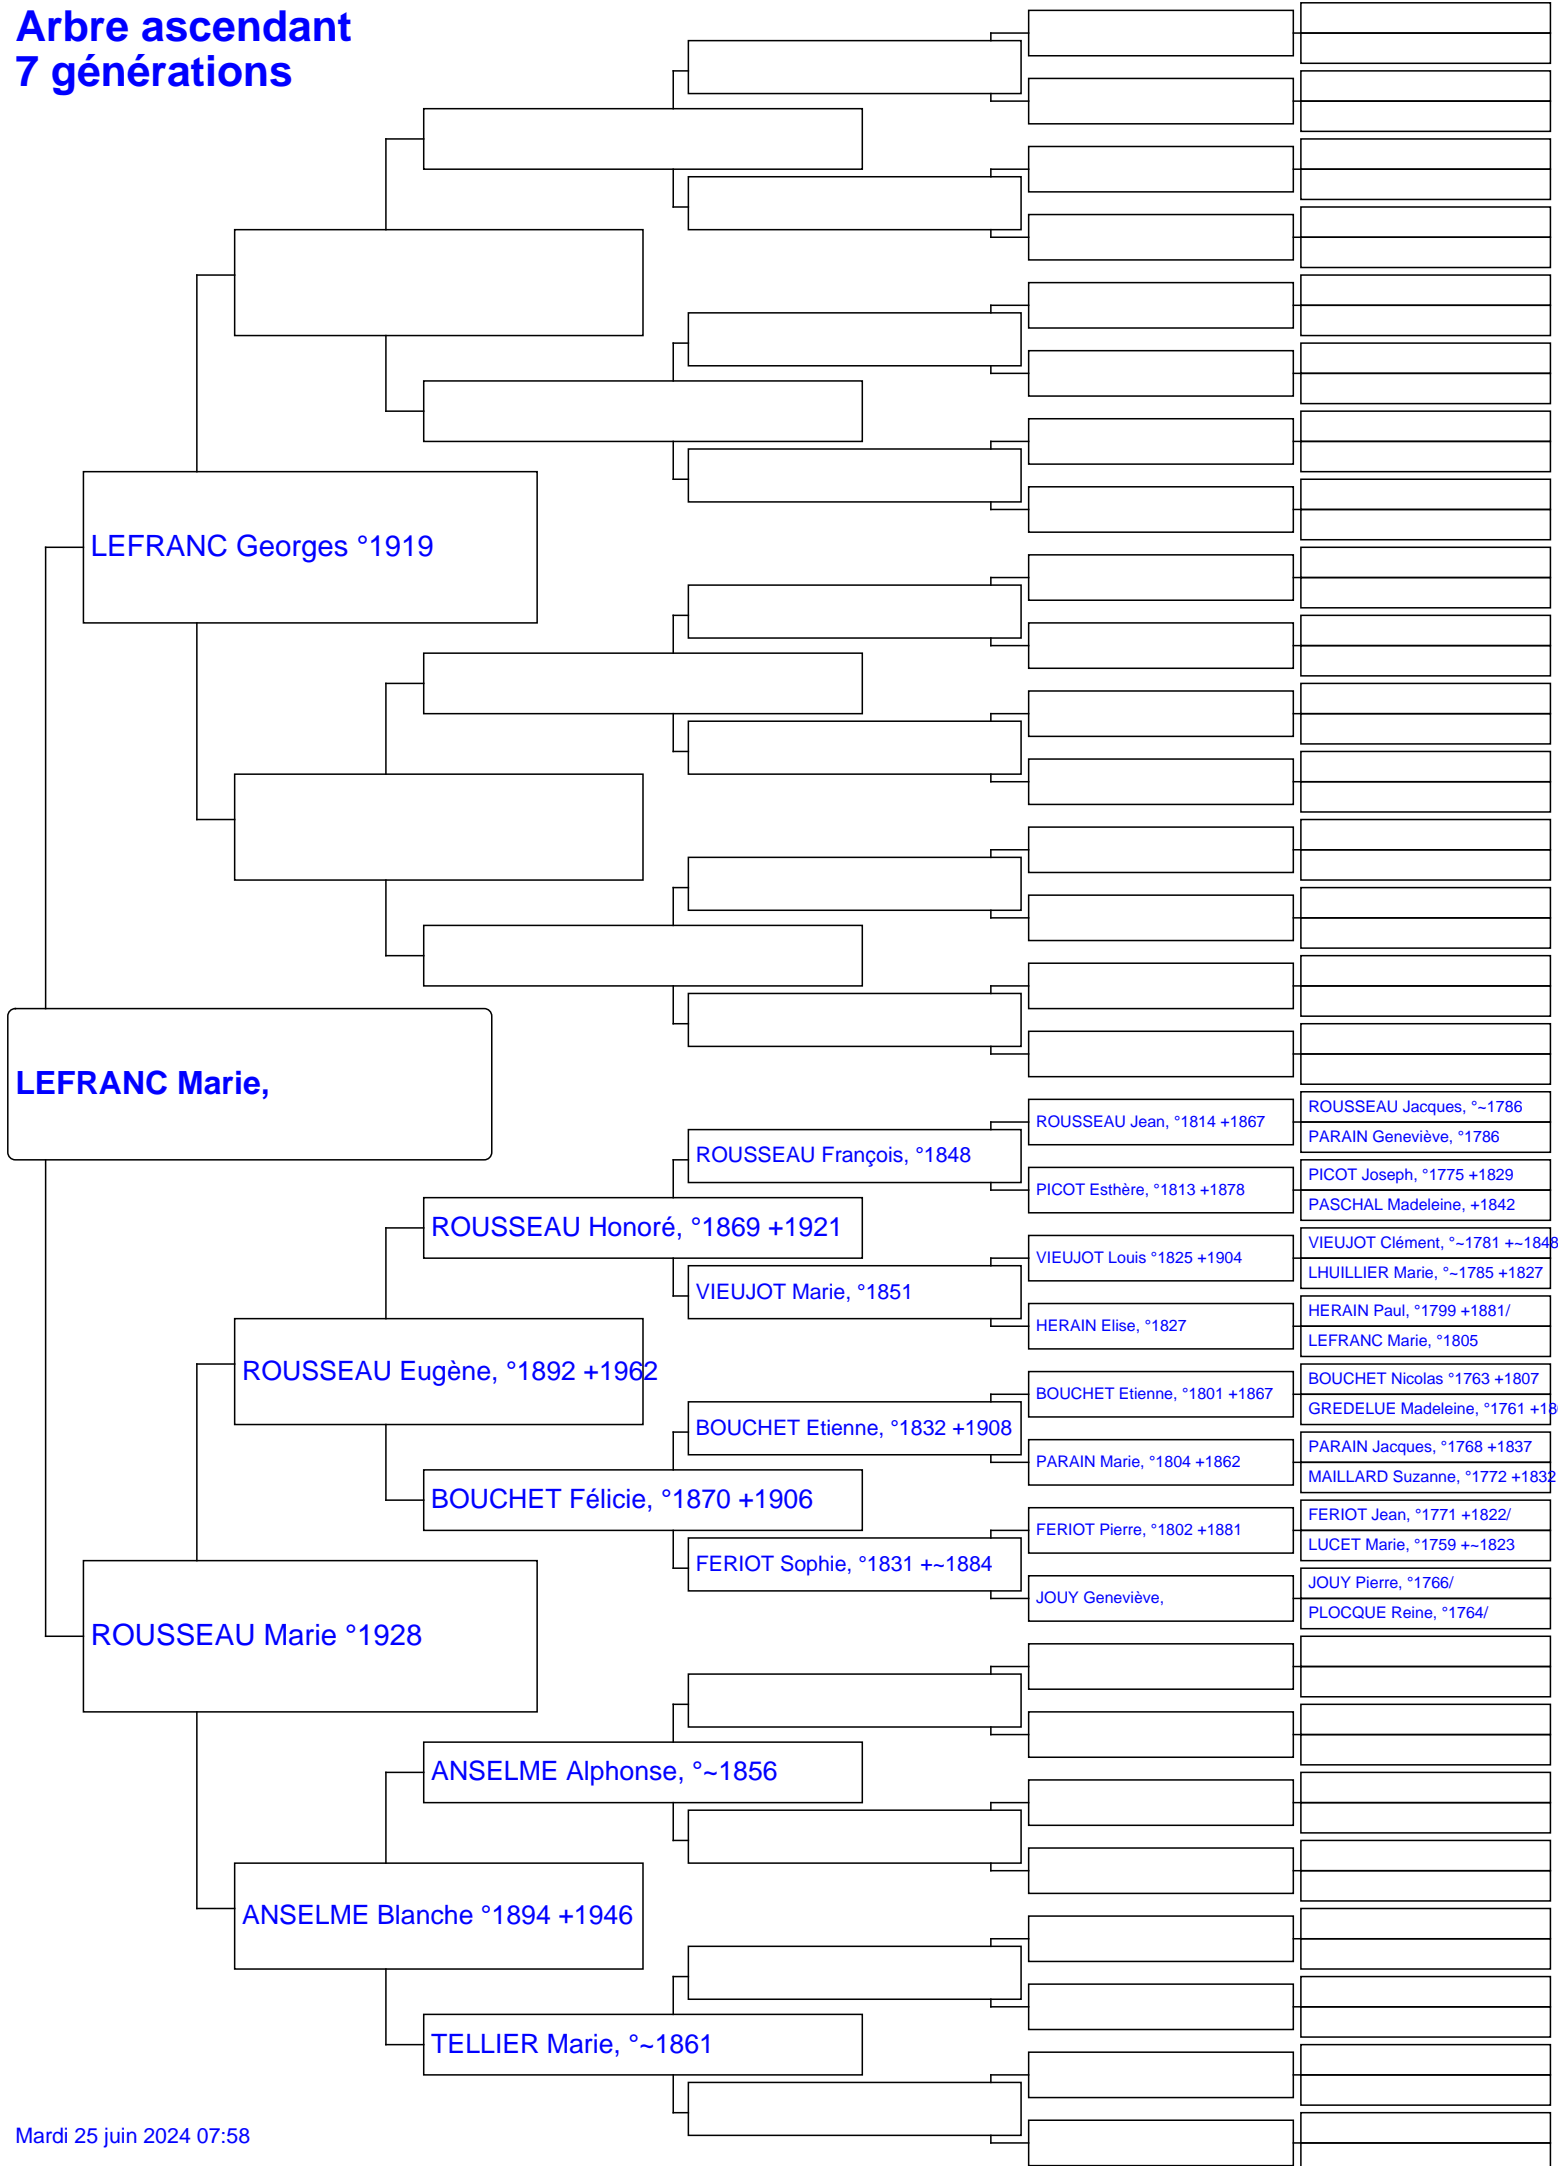 Arbre ascendant
7 générations
LEFRANC Georges °1919
LEFRANC Marie,
ROUSSEAU Jacques, °~1786
ROUSSEAU Jean, °1814 +1867
PARAIN Geneviève, °1786
ROUSSEAU François, °1848
PICOT Joseph, °1775 +1829
PICOT Esthère, °1813 +1878
PASCHAL Madeleine, +1842
ROUSSEAU Honoré, °1869 +1921
VIEUJOT Clément, °~1781 +~1848
VIEUJOT Louis °1825 +1904
LHUILLIER Marie, °~1785 +1827
VIEUJOT Marie, °1851
HERAIN Paul, °1799 +1881/
HERAIN Elise, °1827
LEFRANC Marie, °1805
ROUSSEAU Eugène, °1892 +1962
BOUCHET Nicolas °1763 +1807
BOUCHET Etienne, °1801 +1867
GREDELUE Madeleine, °1761 +18
BOUCHET Etienne, °1832 +1908
PARAIN Jacques, °1768 +1837
PARAIN Marie, °1804 +1862
MAILLARD Suzanne, °1772 +1832
BOUCHET Félicie, °1870 +1906
FERIOT Jean, °1771 +1822/
FERIOT Pierre, °1802 +1881
LUCET Marie, °1759 +~1823
FERIOT Sophie, °1831 +~1884
JOUY Pierre, °1766/
JOUY Geneviève,
PLOCQUE Reine, °1764/
ROUSSEAU Marie °1928
ANSELME Alphonse, °~1856
ANSELME Blanche °1894 +1946
TELLIER Marie, °~1861
Mardi 25 juin 2024 07:58